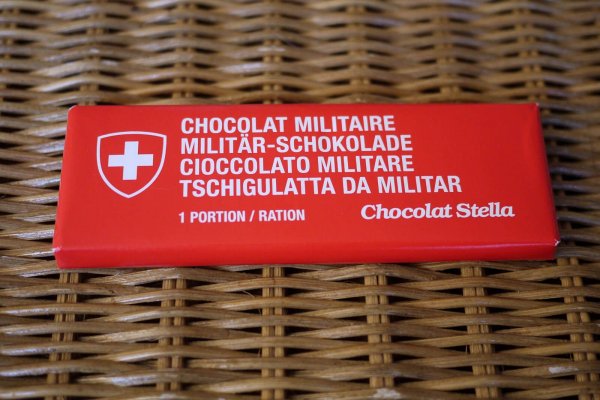 CHOCOLAT MILITAIRE
MILITÄR-SCHOKOLADE
CIOCCOLATO MILITARE
TSCHIGULATTA DA MILITAR
1 PORTION / RATION
Chocolat Stella